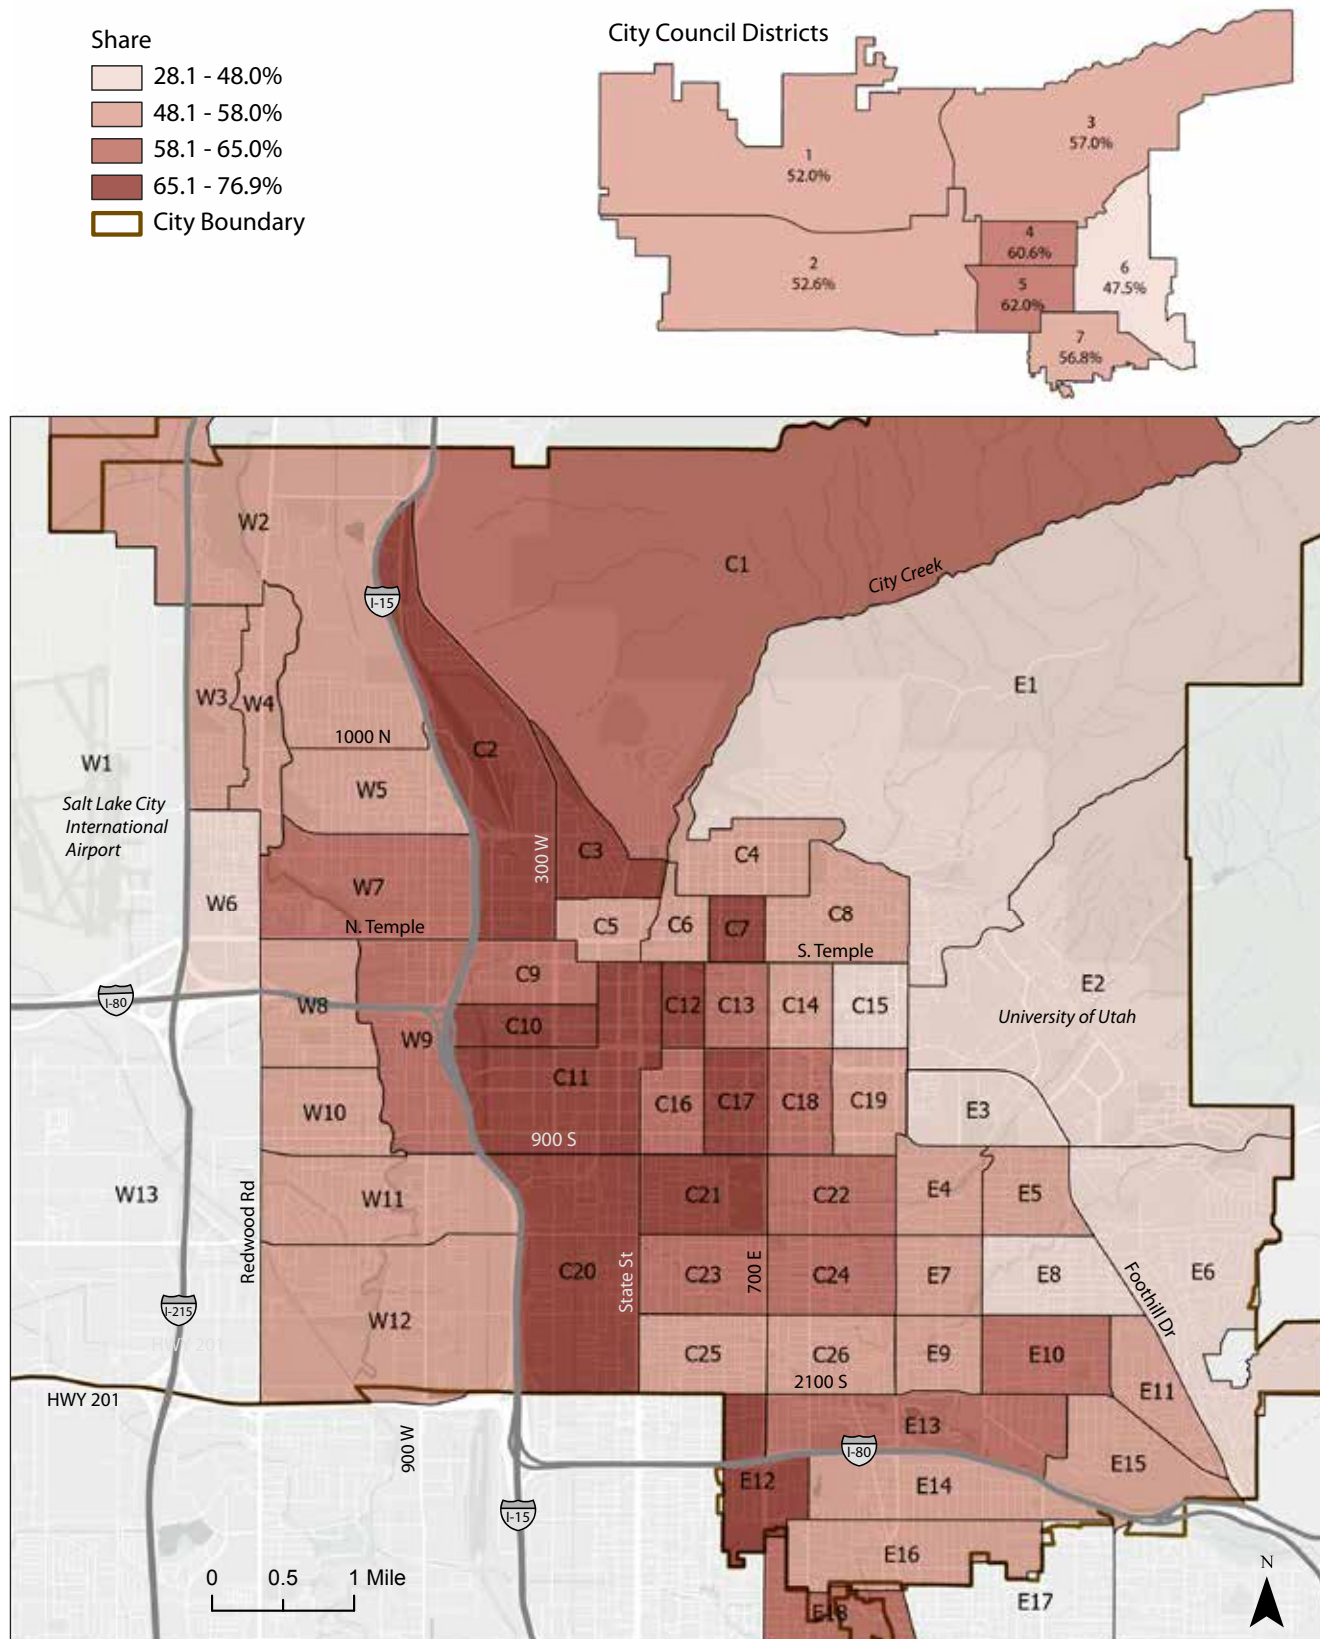 Share
28.1 - 48.0%
48.1 - 58.0%
58.1 - 65.0%
65.1 - 76.9%
City Boundary
City Council Districts
1
52.0%
2
52.6%
3
57.0%
4
60.6%
5
62.0%
6
47.5%
7
56.8%
W2
C1
City Creek
I-15
E1
W3
W4
1000 N
C2
W1
Salt Lake City
International
Airport
W5
300 W
C3
C4
W7
W6
N. Temple
C5
C6
C7
C8
S. Temple
C9
E2
University of Utah
I-80
W8
C10
C12
C13
C14
C15
W9
C11
W10
C16
C17
C18
C19
E3
900 S
W13
Redwood Rd
W11
C21
C22
E4
E5
C20
State St
C23
700 E
C24
E7
E8
Foothill Dr
E6
I-215
HWY 201
W12
C25
C26
E9
E10
2100 S
E11
HWY 201
900 W
E13
I-80
E12
E14
E15
I-15
E16
E17
E18
0 0.5 1 Mile
N